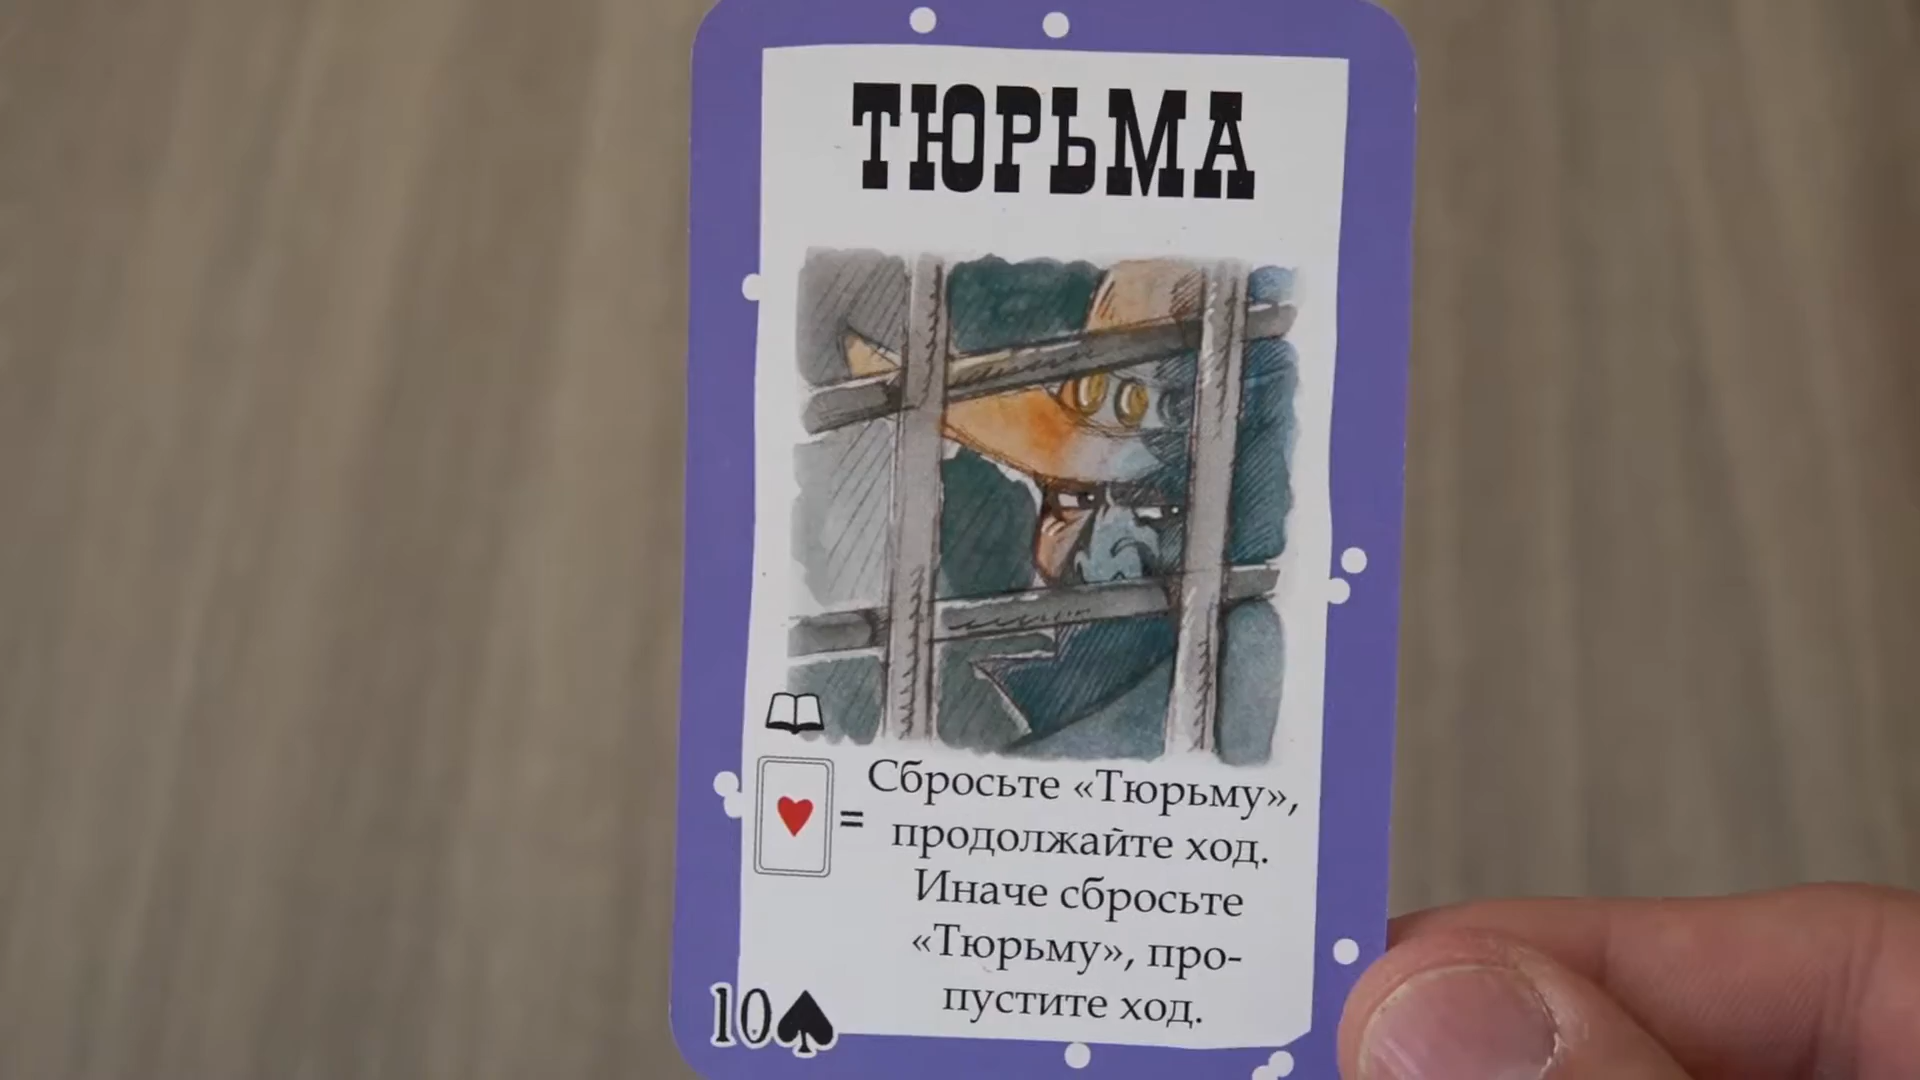 ТЮРЬМА
= Сбросьте «Тюрьму»,
продолжайте ход.
Иначе сбросьте
«Тюрьму», про-
пустите ход.
10♠